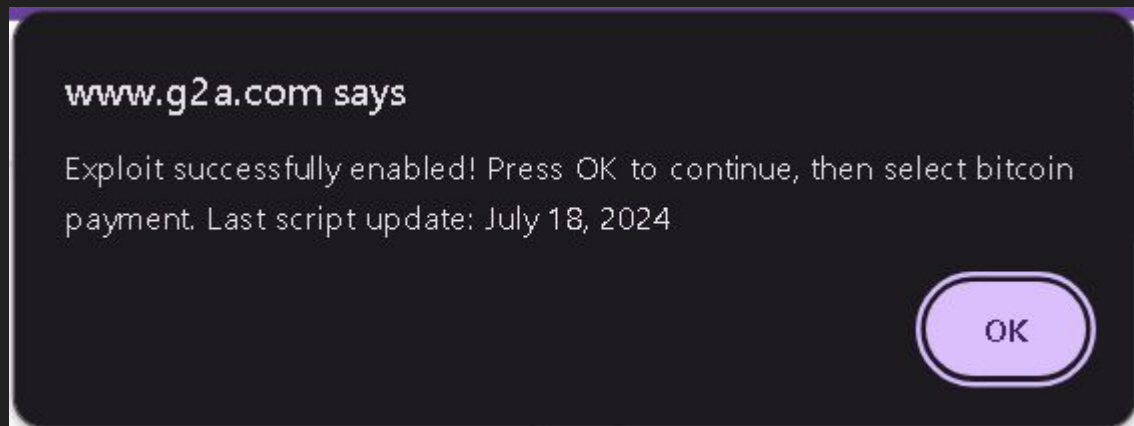 www.g2a.com says
Exploit successfully enabled! Press OK to continue, then select bitcoin
payment. Last script update: July 18, 2024
OK